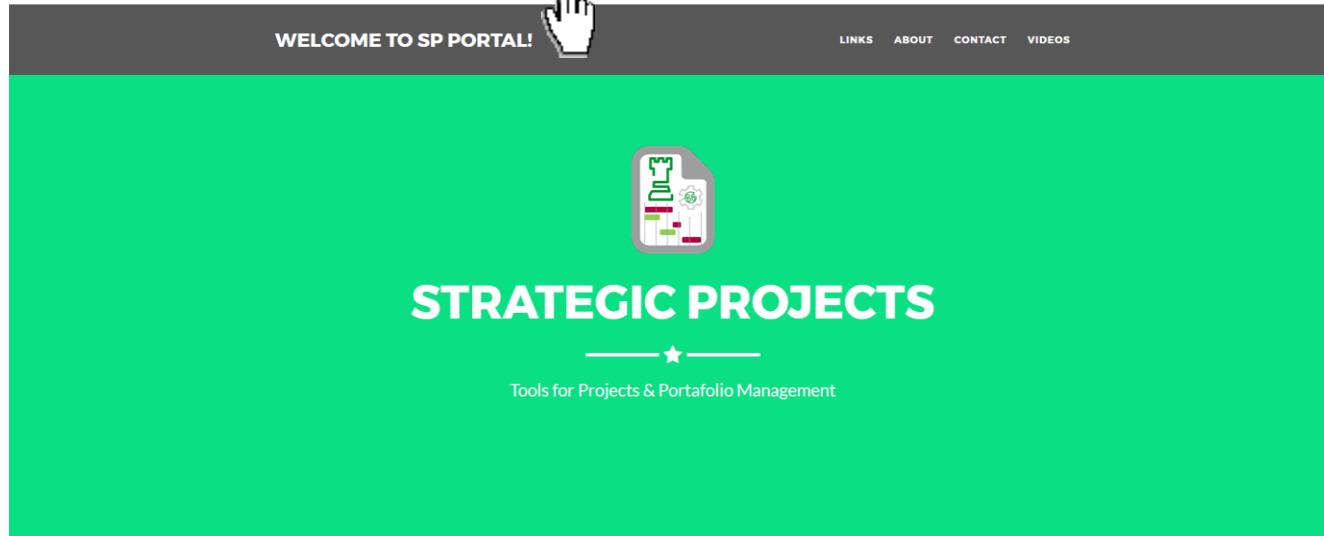 WELCOME TO SP PORTAL!
LINKS ABOUT CONTACT VIDEOS
STRATEGIC PROJECTS
Tools for Projects & Portafolio Management